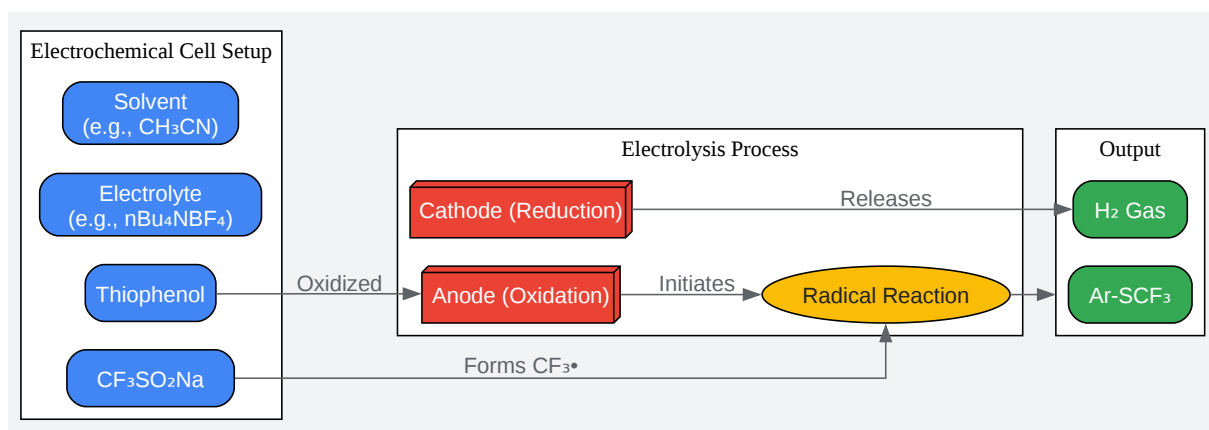 Electrochemical Cell Setup
Solvent
(e.g., CH₃CN)
Electrolyte
(e.g., nBu₄NBF₄)
Thiophenol
CF₃SO₂Na
Oxidized
Forms CF₃•
Electrolysis Process
Cathode (Reduction)
Anode (Oxidation)
Initiates
Radical Reaction
Releases
Output
H₂ Gas
Ar-SCF₃